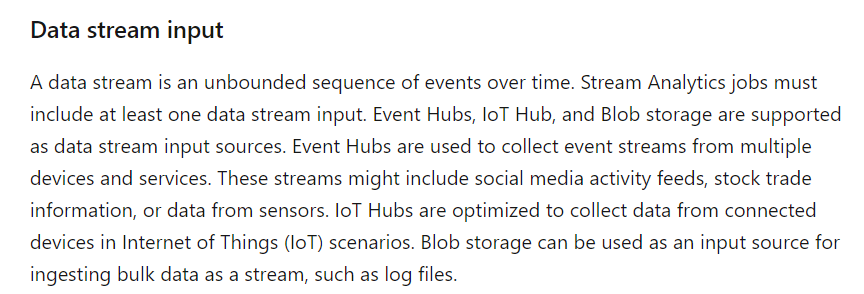 Data stream input
A data stream is an unbounded sequence of events over time. Stream Analytics jobs must
include at least one data stream input. Event Hubs, IoT Hub, and Blob storage are supported
as data stream input sources. Event Hubs are used to collect event streams from multiple
devices and services. These streams might include social media activity feeds, stock trade
information, or data from sensors. IoT Hubs are optimized to collect data from connected
devices in Internet of Things (IoT) scenarios. Blob storage can be used as an input source for
ingesting bulk data as a stream, such as log files.